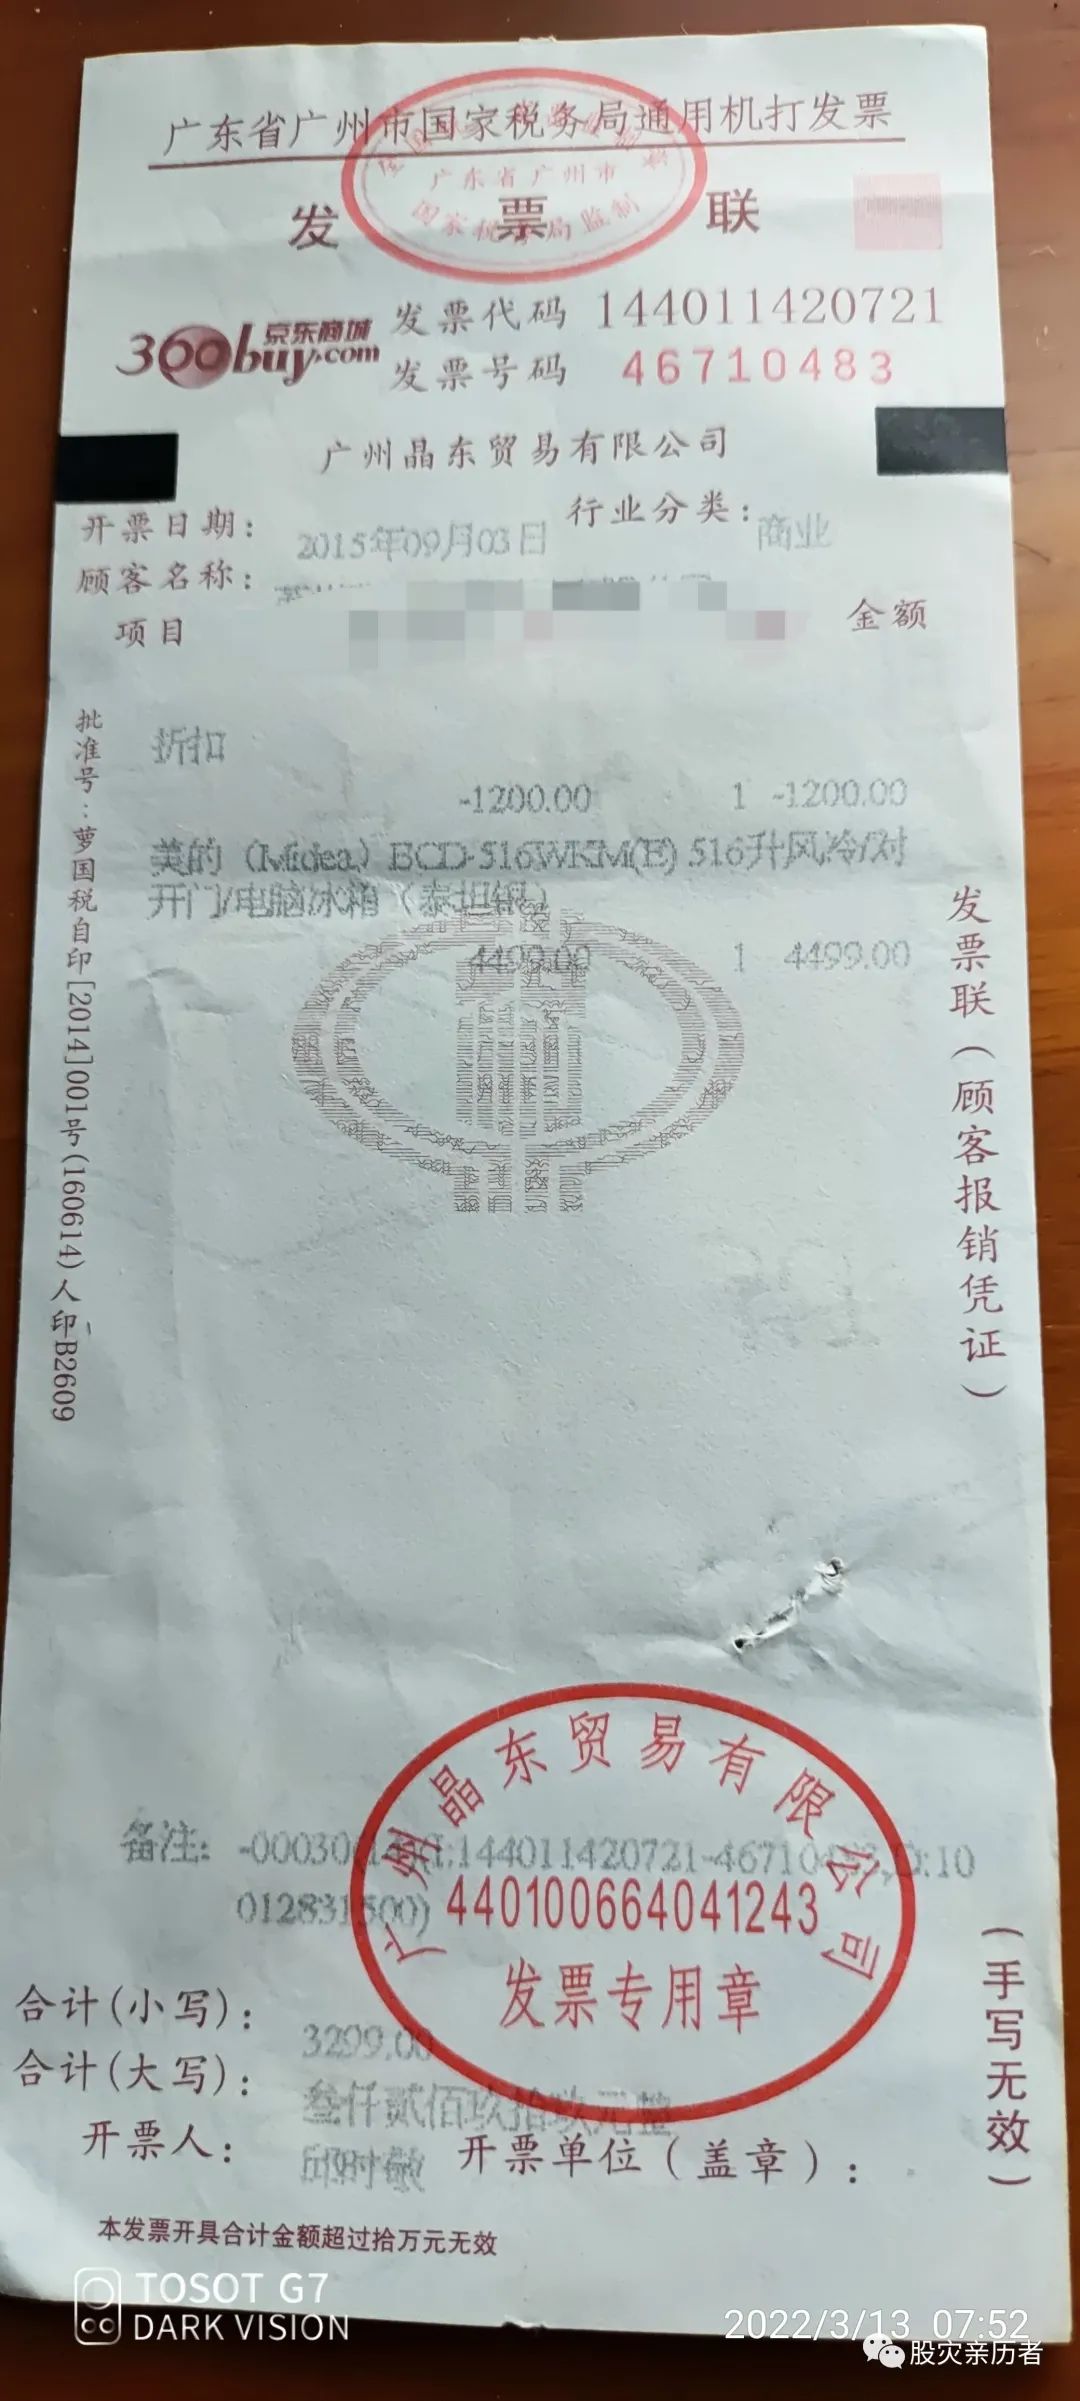 广东省广州市国家税务局通用机打发票
广东省广州市
国家税务局监制
发票联
360buy.com 京东商城
发票代码 144011420721
发票号码 46710483
广州晶东贸易有限公司
开票日期: 2015年09月03日 行业分类: 商业
顾客名称:
项目 金额
折扣
-1200.00 1 -1200.00
美的（Midea）BCD-516WKM(E) 516升风冷/对
开门/电脑冰箱（泰坦银）
4499.00 1 4499.00
批准号:萝国税自印[2014]001号(160614)人印B2609
发票联(顾客报销凭证)
广州晶东贸易有限公司
440100664041243
发票专用章
备注: 144011420721
合计(小写): 3299.00
合计(大写): 叁仟贰佰玖拾玖元整
开票人: 邱时敏 开票单位(盖章):
(手写无效)
本发票开具合计金额超过拾万元无效
TOSOT G7
DARK VISION
2022/3/13 07:52
股灾亲历者